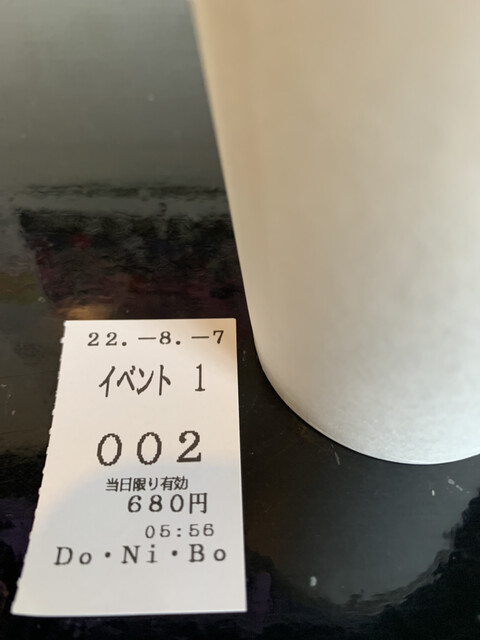 22.-8.-7
イベント 1
002
当日限り有効
680円
05:56
Do・Ni・Bo